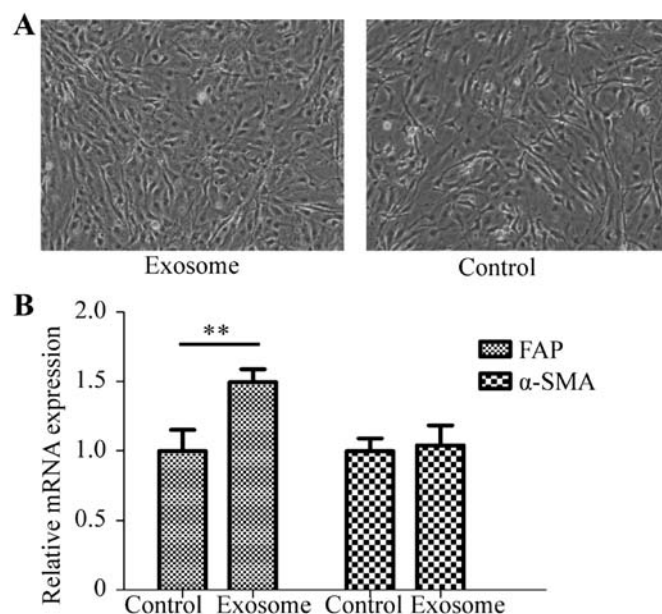 A
Exosome
Control
B
Relative mRNA expression
2.0
1.5
1.0
0.5
0
**
FAP
α-SMA
Control Exosome Control Exosome